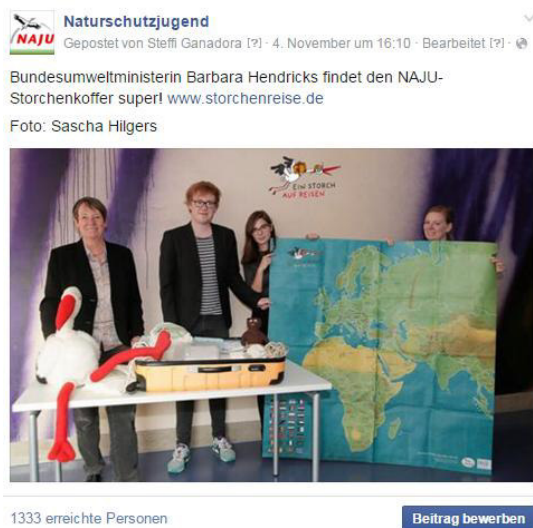 NAJU
Naturschutzjugend
Gepostet von Steffi Ganadora [?] · 4. November um 16:10 · Bearbeitet [?] ·
Bundesumweltministerin Barbara Hendricks findet den NAJU-
Storchenkoffer super! www.storchenreise.de
Foto: Sascha Hilgers
EIN STORCH
AUF REISEN
1333 erreichte Personen
Beitrag bewerben